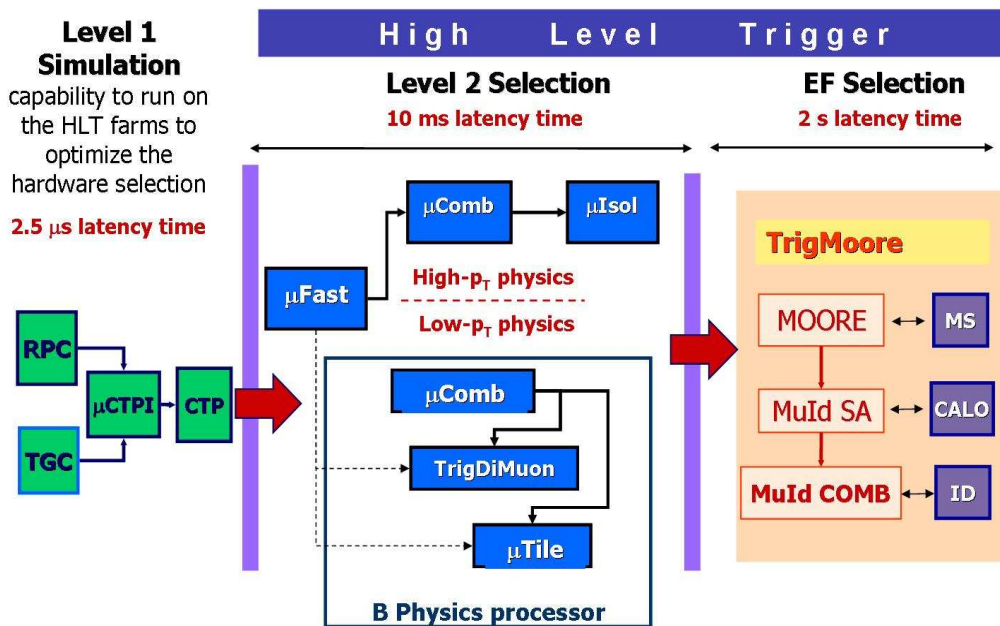 High Level Trigger
Level 1
Simulation
capability to run on
the HLT farms to
optimize the
hardware selection
2.5 μs latency time
Level 2 Selection
10 ms latency time
EF Selection
2 s latency time
μComb
μIsol
μFast
High-pT physics
Low-pT physics
RPC
μCTPI
CTP
TGC
μComb
TrigDiMuon
μTile
B Physics processor
TrigMoore
MOORE
MS
MuId SA
CALO
MuId COMB
ID